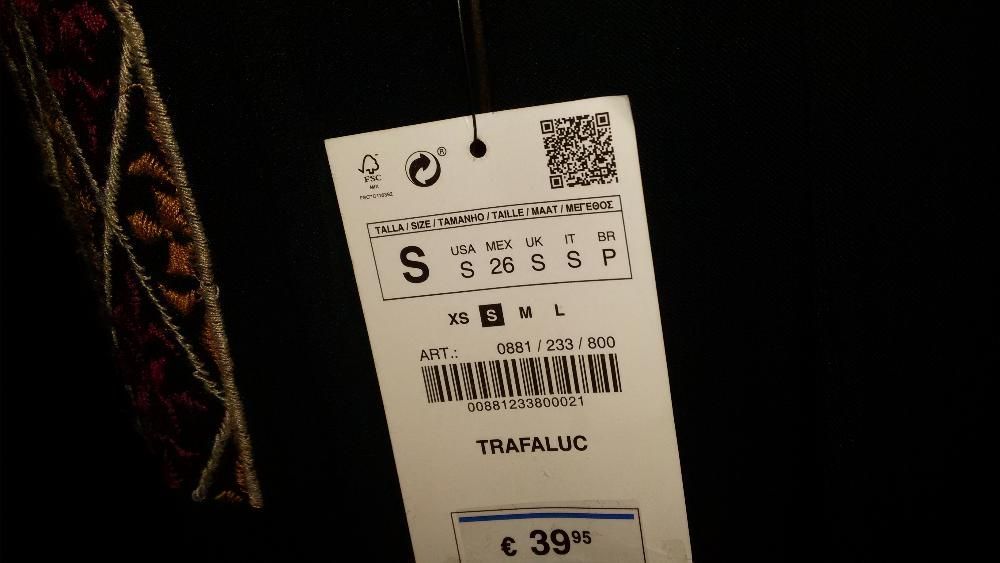 FSC
MIX
®
TALLA / SIZE / TAMANHO / TAILLE / MAAT / ΜΕΓΕΘΟΣ
S
USA MEX UK IT BR
S 26 S S P
XS S M L
ART.: 0881 / 233 / 800
00881233800021
TRAFALUC
€ 39 95